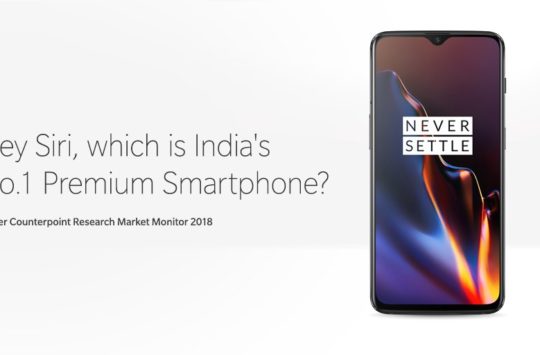 ey Siri, which is India's
o.1 Premium Smartphone?
er Counterpoint Research Market Monitor 2018
NEVER
SETTLE